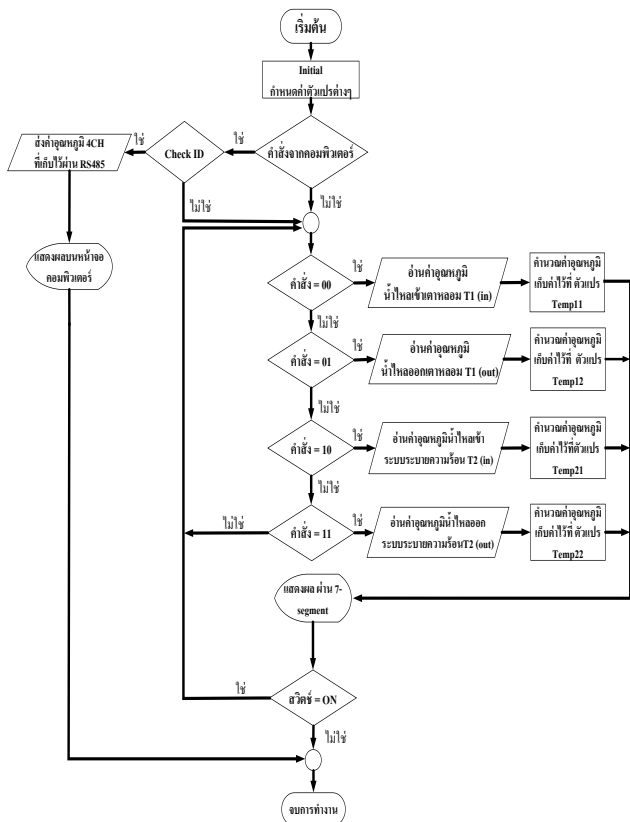 เริ่มต้น
Initial
กำหนดค่าตัวแปรต่างๆ
คำสั่งจากคอมพิวเตอร์
ใช่
Check ID
ใช่
ส่งค่าอุณหภูมิ 4CH
ที่เก็บไว้ผ่าน RS485
ไม่ใช่
ไม่ใช่
แสดงผลบนหน้าจอ
คอมพิวเตอร์
คำสั่ง = 00
ใช่
อ่านค่าอุณหภูมิ
น้ำไหลเข้าเตาหลอม T1 (in)
คำนวณค่าอุณหภูมิ
เก็บค่าไว้ที่ ตัวแปร
Temp11
ไม่ใช่
คำสั่ง = 01
ใช่
อ่านค่าอุณหภูมิ
น้ำไหลออกเตาหลอม T1 (out)
คำนวณค่าอุณหภูมิ
เก็บค่าไว้ที่ ตัวแปร
Temp12
ไม่ใช่
คำสั่ง = 10
ใช่
อ่านค่าอุณหภูมิน้ำไหลเข้า
ระบบระบายความร้อน T2 (in)
คำนวณค่าอุณหภูมิ
เก็บค่าไว้ที่ ตัวแปร
Temp21
ไม่ใช่
คำสั่ง = 11
ไม่ใช่
ใช่
อ่านค่าอุณหภูมิน้ำไหลออก
ระบบระบายความร้อนT2 (out)
คำนวณค่าอุณหภูมิ
เก็บค่าไว้ที่ ตัวแปร
Temp22
แสดงผล ผ่าน 7-
segment
สวิตช์ = ON
ใช่
ไม่ใช่
จบการทำงาน